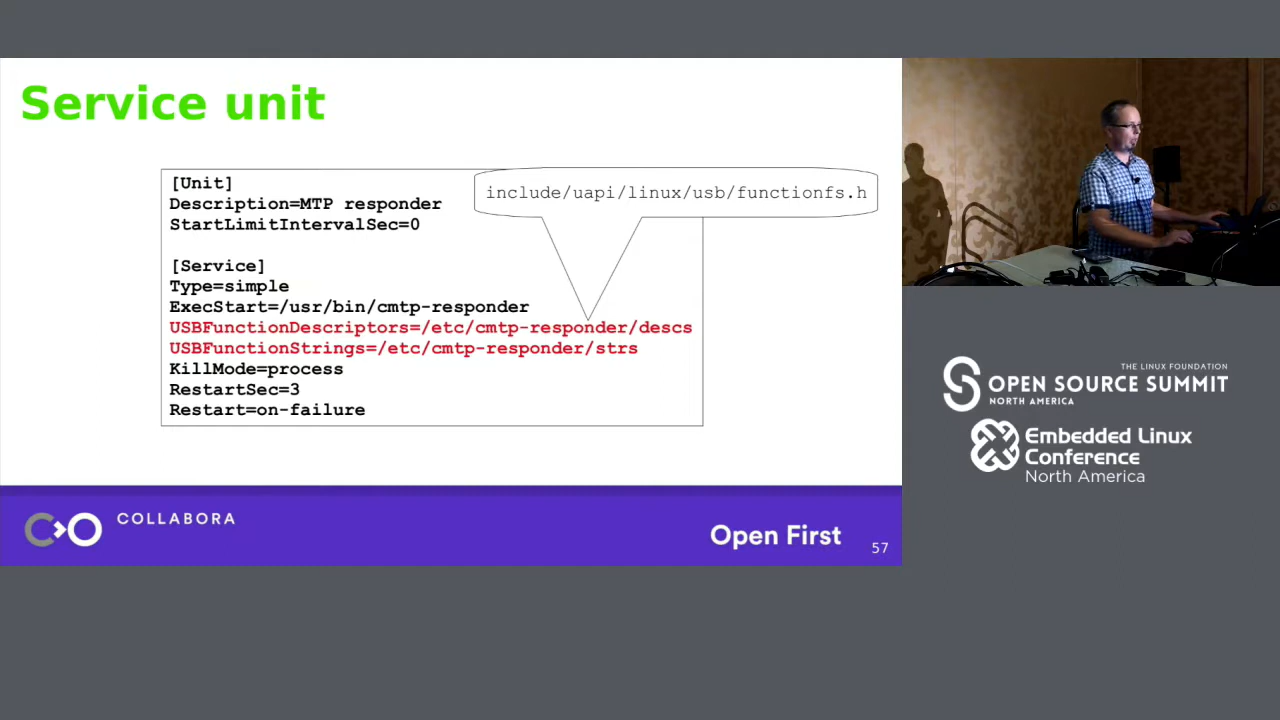 Service unit
[Unit]
Description=MTP responder
StartLimitIntervalSec=0
include/uapi/linux/usb/functionfs.h
[Service]
Type=simple
ExecStart=/usr/bin/cmtp-responder
USBFunctionDescriptors=/etc/cmtp-responder/descs
USBFunctionStrings=/etc/cmtp-responder/strs
KillMode=process
RestartSec=3
Restart=on-failure
COLLABORA
Open First
57
THE LINUX FOUNDATION
OPEN SOURCE SUMMIT
NORTH AMERICA
Embedded Linux
Conference
North America